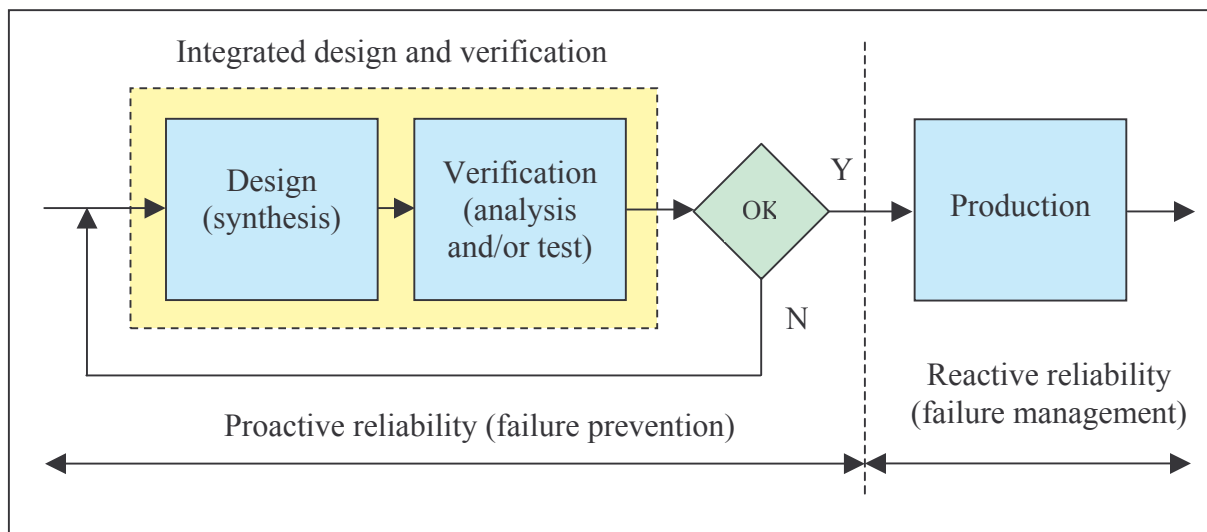 Integrated design and verification
Design
(synthesis)
Verification
(analysis
and/or test)
OK
Y
N
Production
Proactive reliability (failure prevention)
Reactive reliability
(failure management)